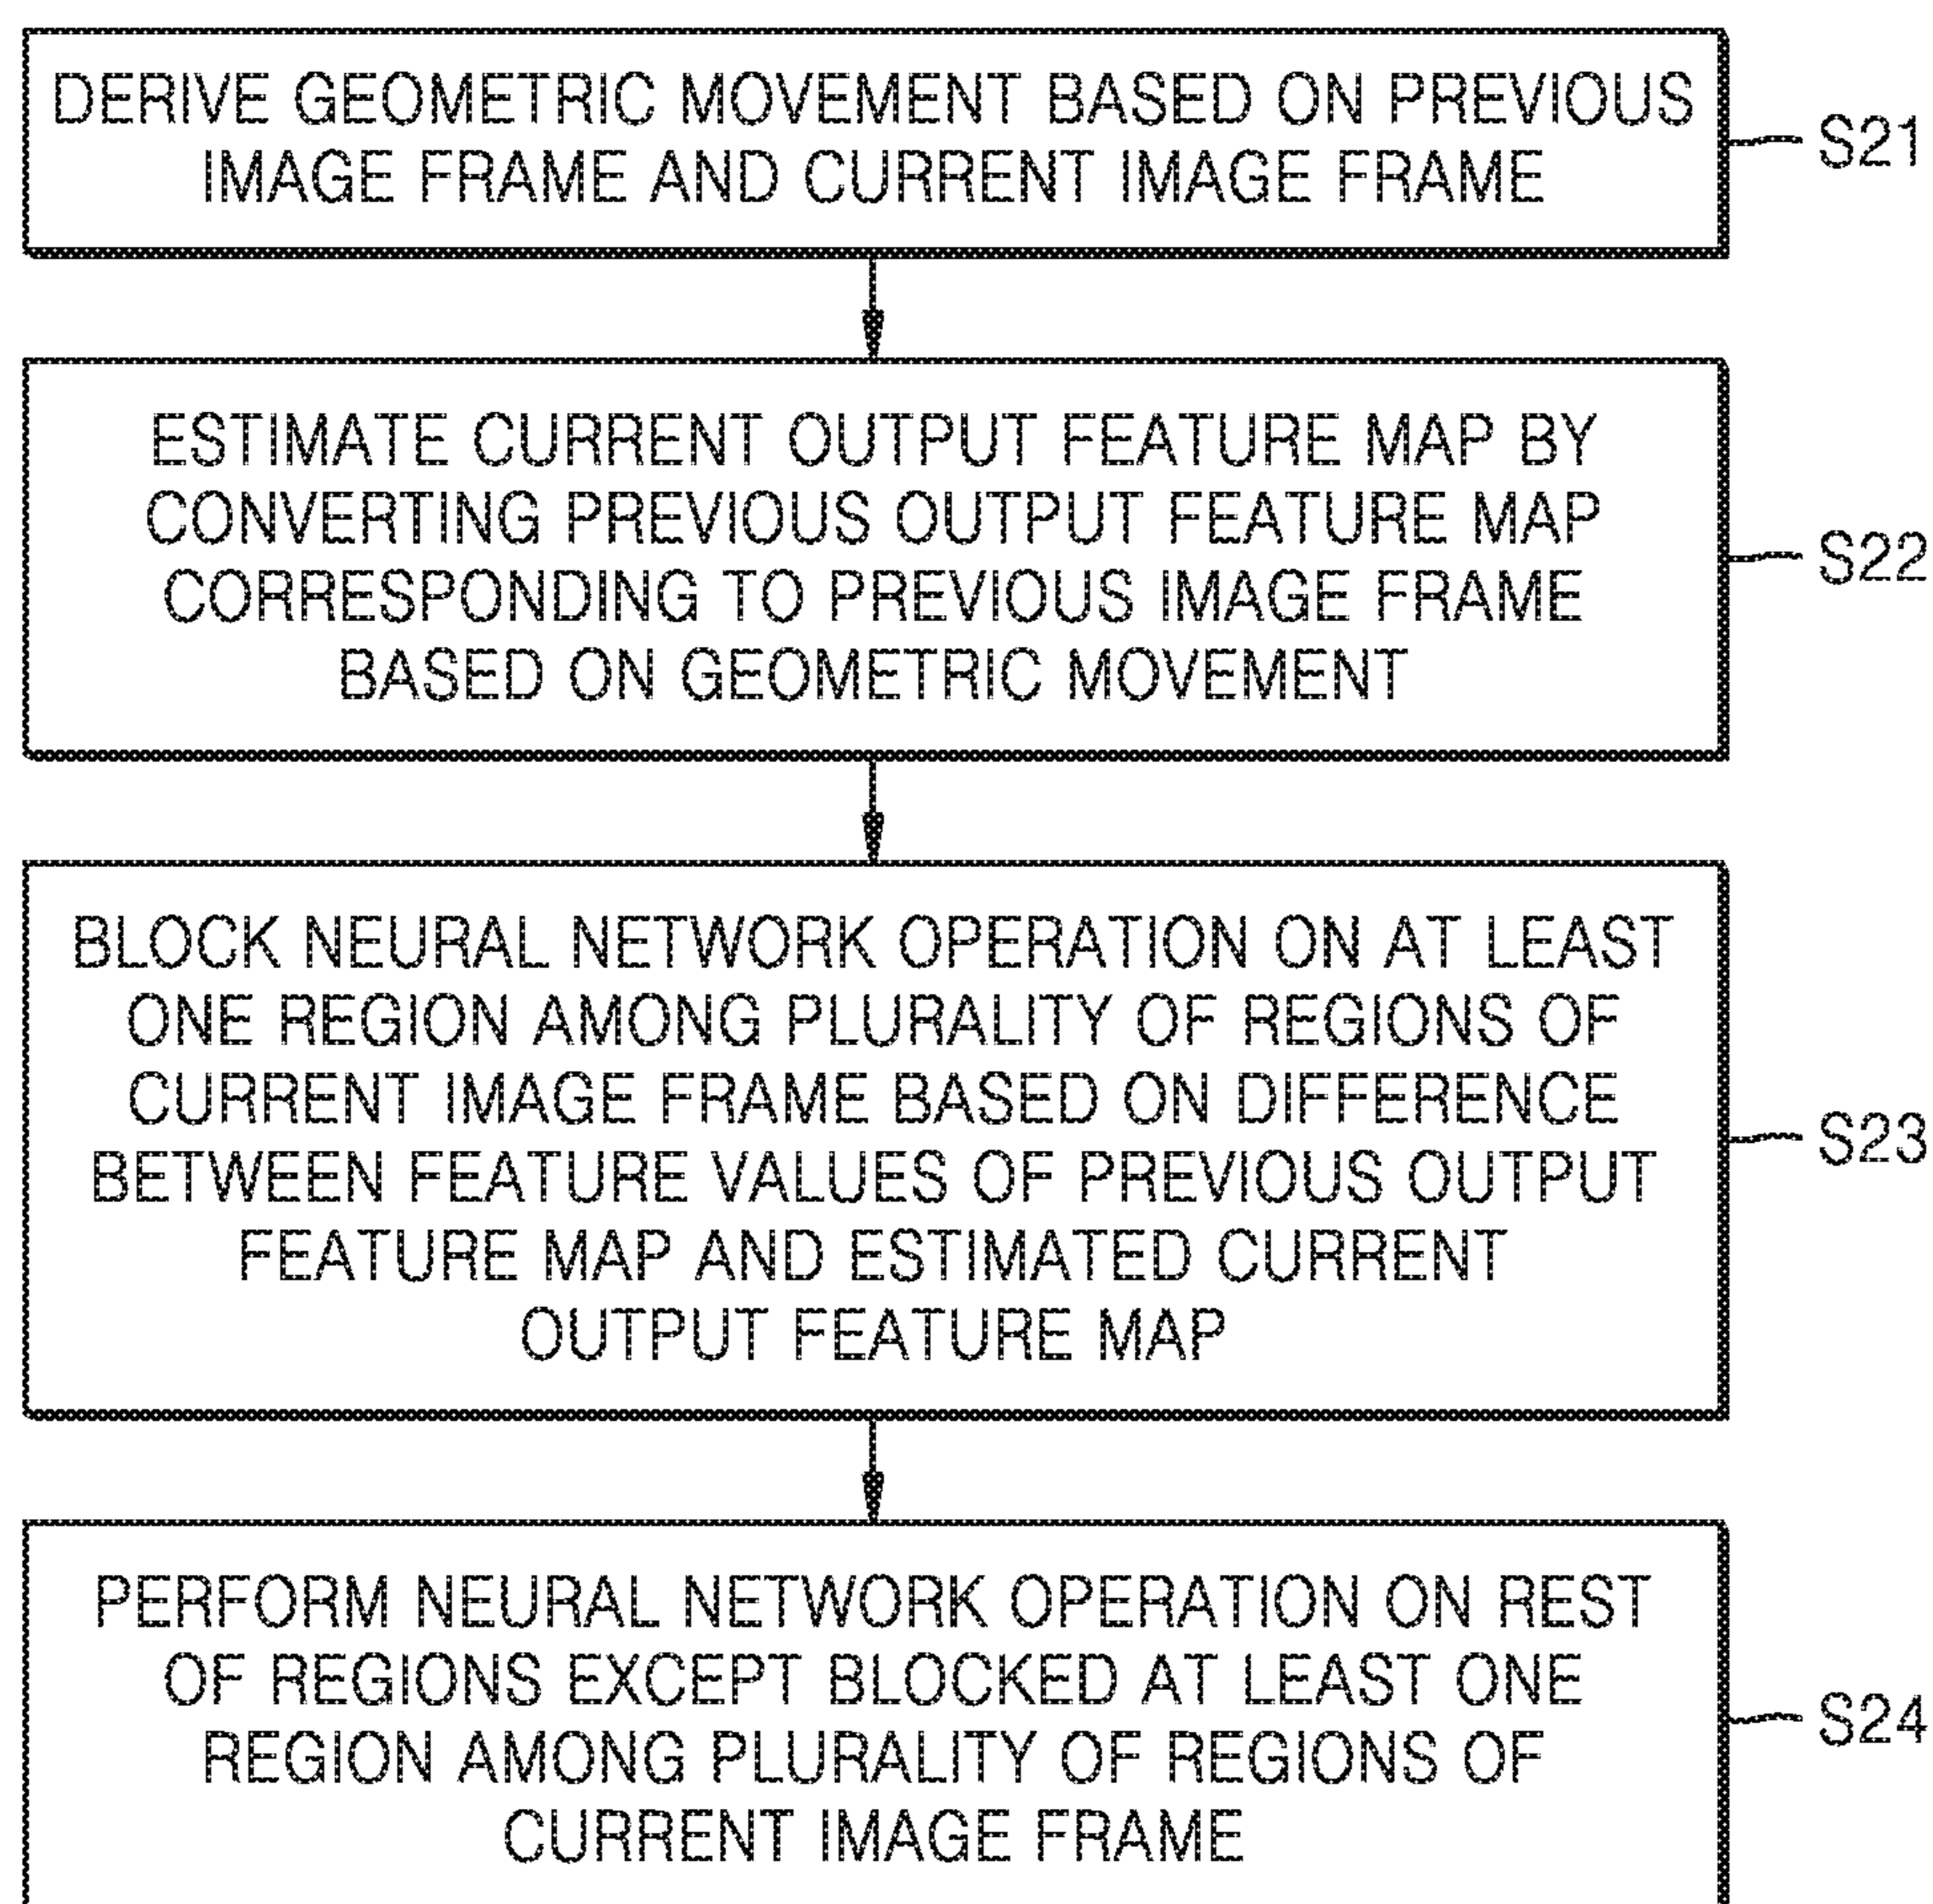 DERIVE GEOMETRIC MOVEMENT BASED ON PREVIOUS
IMAGE FRAME AND CURRENT IMAGE FRAME
S21
ESTIMATE CURRENT OUTPUT FEATURE MAP BY
CONVERTING PREVIOUS OUTPUT FEATURE MAP
CORRESPONDING TO PREVIOUS IMAGE FRAME
BASED ON GEOMETRIC MOVEMENT
S22
BLOCK NEURAL NETWORK OPERATION ON AT LEAST
ONE REGION AMONG PLURALITY OF REGIONS OF
CURRENT IMAGE FRAME BASED ON DIFFERENCE
BETWEEN FEATURE VALUES OF PREVIOUS OUTPUT
FEATURE MAP AND ESTIMATED CURRENT
OUTPUT FEATURE MAP
S23
PERFORM NEURAL NETWORK OPERATION ON REST
OF REGIONS EXCEPT BLOCKED AT LEAST ONE
REGION AMONG PLURALITY OF REGIONS OF
CURRENT IMAGE FRAME
S24